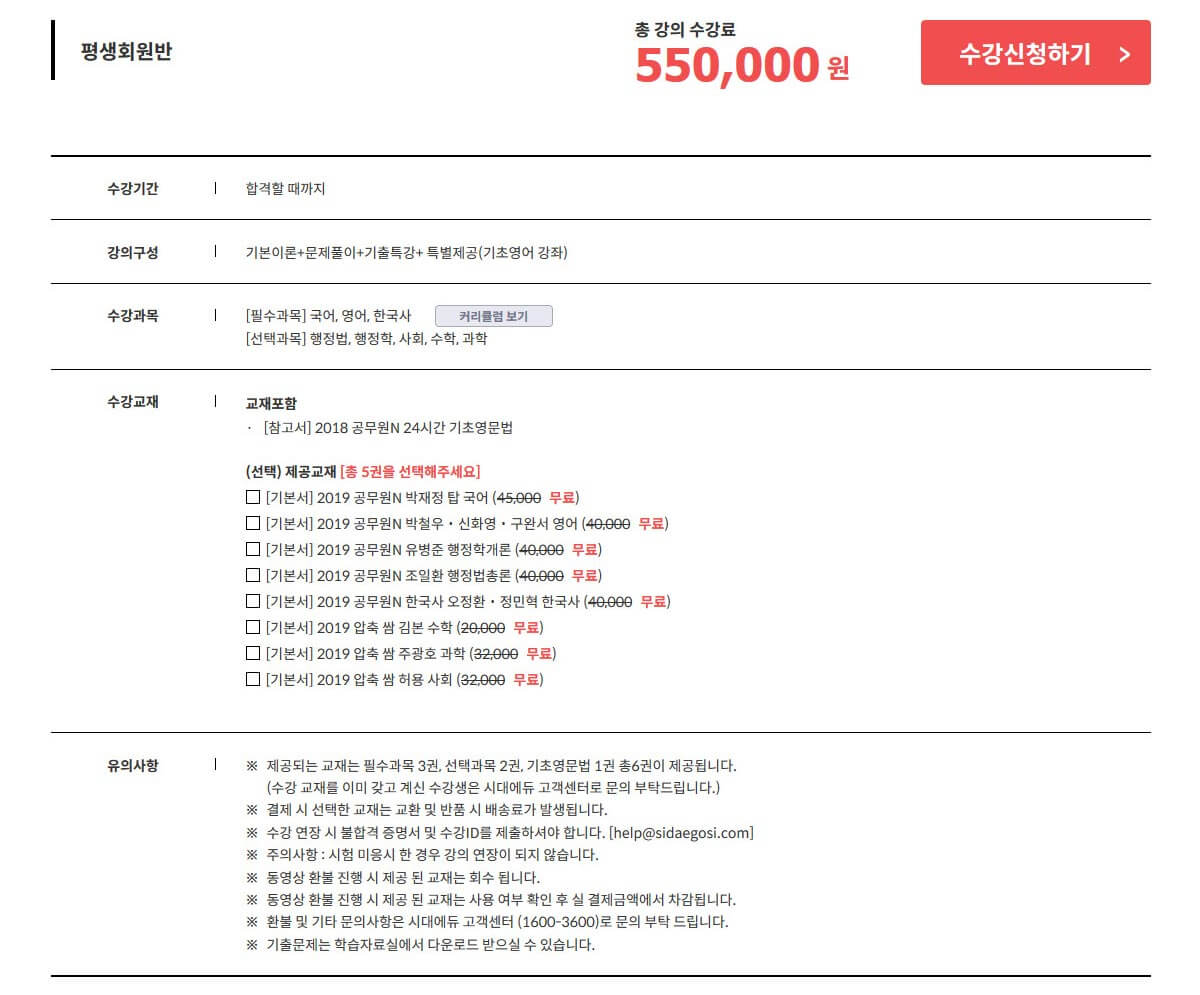 평생회원반
총 강의 수강료
550,000 원
수강신청하기 >
수강기간 합격할 때까지
강의구성 기본이론+문제풀이+기출특강+ 특별제공(기초영어 강좌)
수강과목 [필수과목] 국어, 영어, 한국사 커리큘럼 보기
[선택과목] 행정법, 행정학, 사회, 수학, 과학
수강교재 교재포함
· [참고서] 2018 공무원N 24시간 기초영문법
(선택) 제공교재 [총 5권을 선택해주세요]
[기본서] 2019 공무원N 박재정 탑 국어 (45,000 무료)
[기본서] 2019 공무원N 박철우・신화영・구완서 영어 (40,000 무료)
[기본서] 2019 공무원N 유병준 행정학개론 (40,000 무료)
[기본서] 2019 공무원N 조일환 행정법총론 (40,000 무료)
[기본서] 2019 공무원N 한국사 오정환・정민혁 한국사 (40,000 무료)
[기본서] 2019 압축 쌈 김본 수학 (20,000 무료)
[기본서] 2019 압축 쌈 주광호 과학 (32,000 무료)
[기본서] 2019 압축 쌈 허용 사회 (32,000 무료)
유의사항 ※ 제공되는 교재는 필수과목 3권, 선택과목 2권, 기초영문법 1권 총6권이 제공됩니다.
(수강 교재를 이미 갖고 계신 수강생은 시대에듀 고객센터로 문의 부탁드립니다.)
※ 결제 시 선택한 교재는 교환 및 반품 시 배송료가 발생됩니다.
※ 수강 연장 시 불합격 증명서 및 수강ID를 제출하셔야 합니다. [help@sidaegosi.com]
※ 주의사항 : 시험 미응시 한 경우 강의 연장이 되지 않습니다.
※ 동영상 환불 진행 시 제공 된 교재는 회수 됩니다.
※ 동영상 환불 진행 시 제공 된 교재는 사용 여부 확인 후 실 결제금액에서 차감됩니다.
※ 환불 및 기타 문의사항은 시대에듀 고객센터 (1600-3600)로 문의 부탁 드립니다.
※ 기출문제는 학습자료실에서 다운로드 받으실 수 있습니다.